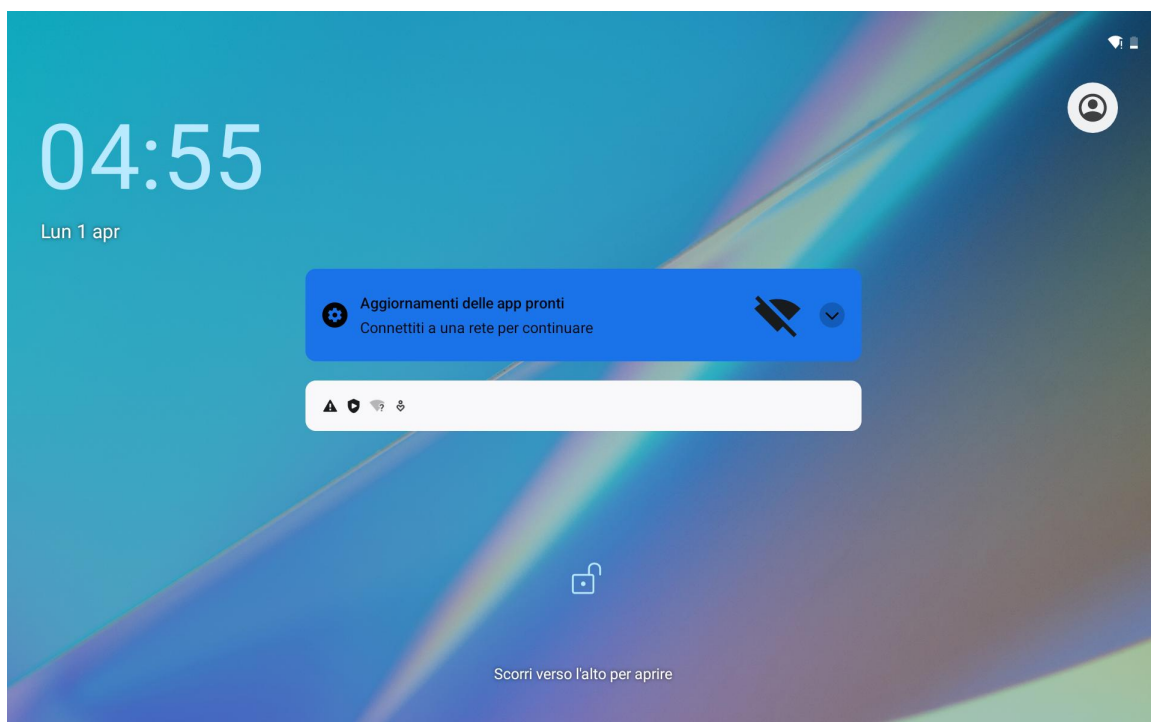 04:55
Lun 1 apr
Aggiornamenti delle app pronti
Connettiti a una rete per continuare
Scorri verso l'alto per aprire